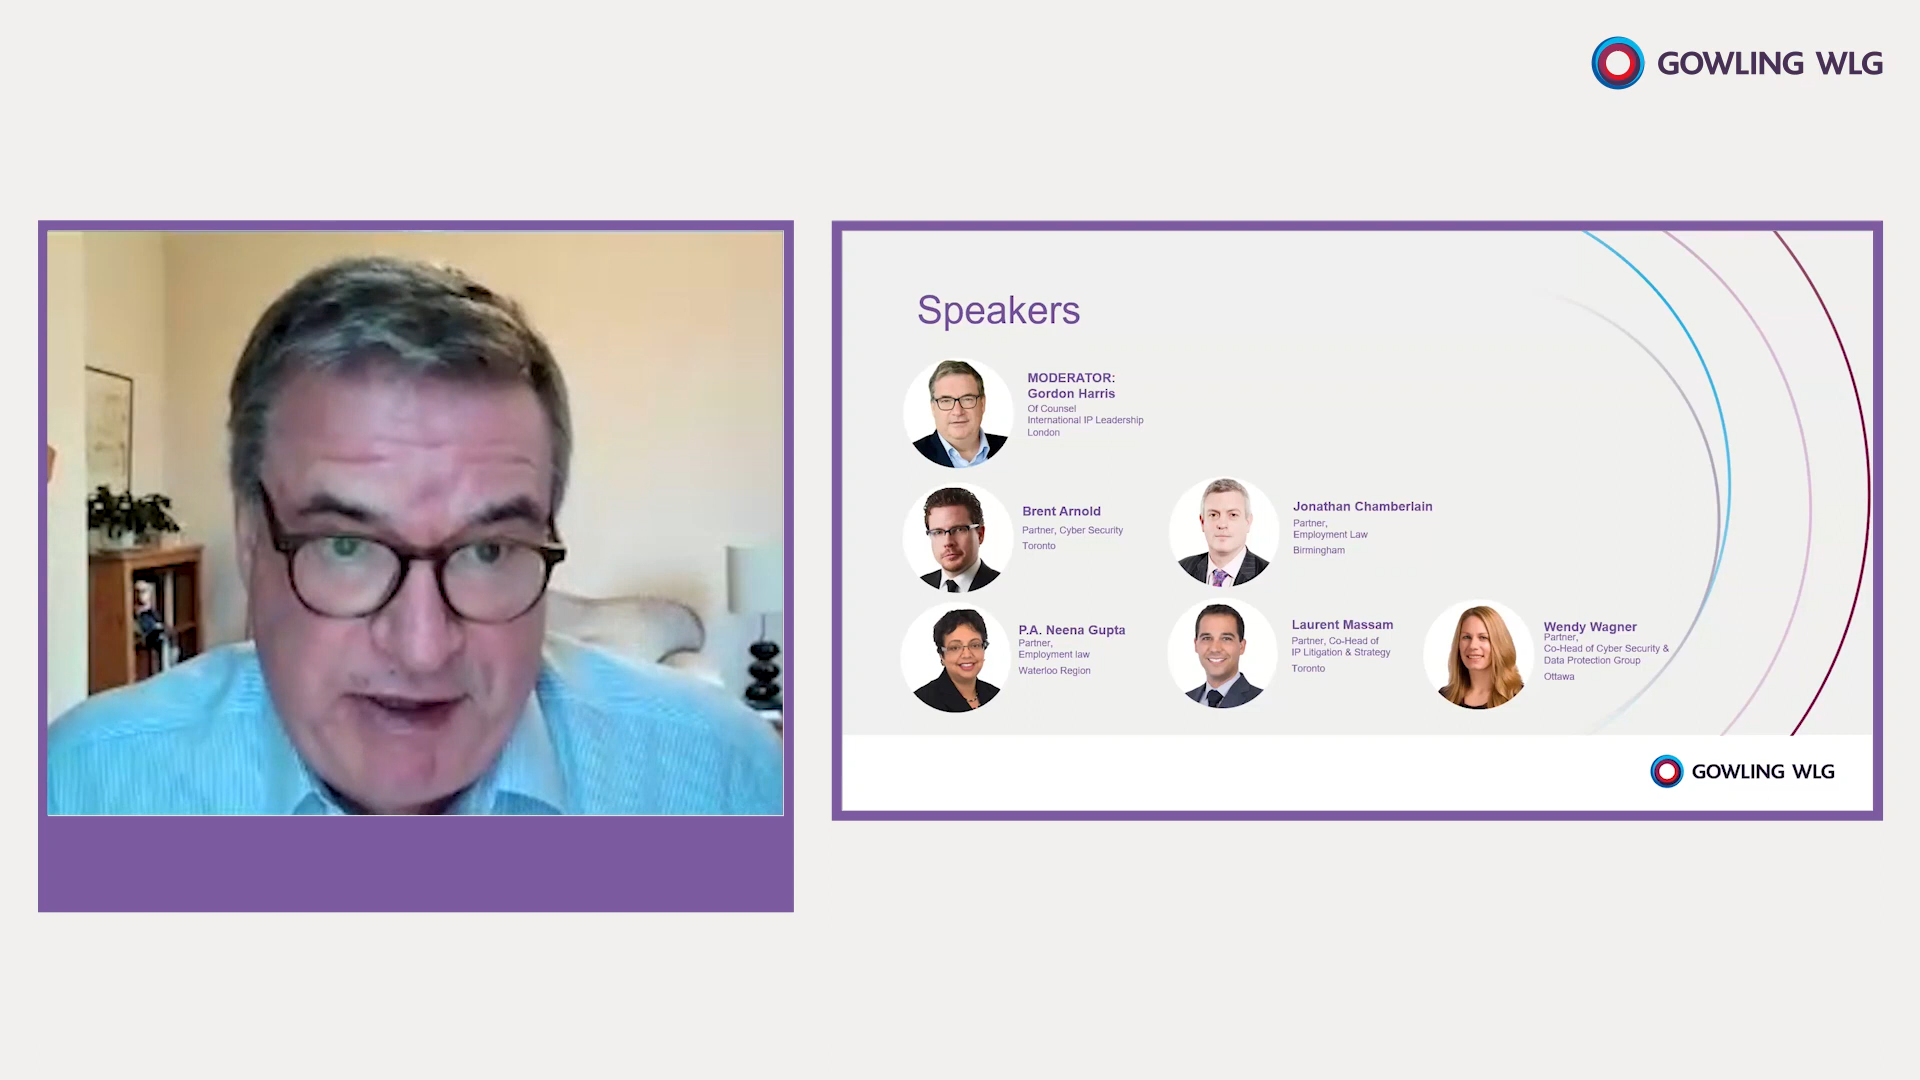 GOWLING WLG
Speakers
MODERATOR:
Gordon Harris
Of Counsel
International IP Leadership
London
Brent Arnold
Partner, Cyber Security
Toronto
Jonathan Chamberlain
Partner,
Employment Law
Birmingham
P.A. Neena Gupta
Partner,
Employment law
Waterloo Region
Laurent Massam
Partner, Co-Head of
IP Litigation & Strategy
Toronto
Wendy Wagner
Partner,
Co-Head of Cyber Security &
Data Protection Group
Ottawa
GOWLING WLG